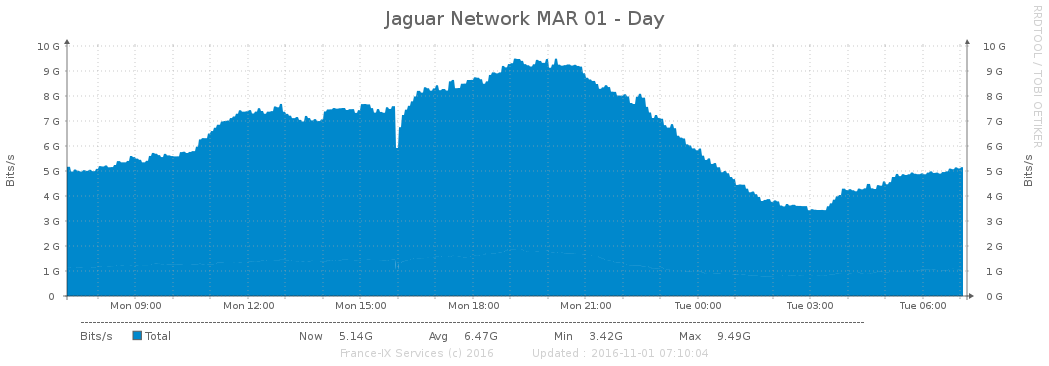 Jaguar Network MAR 01 - Day
RRDTOOL / TOBI OETIKER
Bits/s
10 G
9 G
8 G
7 G
6 G
5 G
4 G
3 G
2 G
1 G
0
10 G
9 G
8 G
7 G
6 G
5 G
4 G
3 G
2 G
1 G
0 G
Bits/s
Mon 09:00 Mon 12:00 Mon 15:00 Mon 18:00 Mon 21:00 Tue 00:00 Tue 03:00 Tue 06:00
Bits/s Total Now 5.14G Avg 6.47G Min 3.42G Max 9.49G
France-IX Services (c) 2016 Updated : 2016-11-01 07:10:04